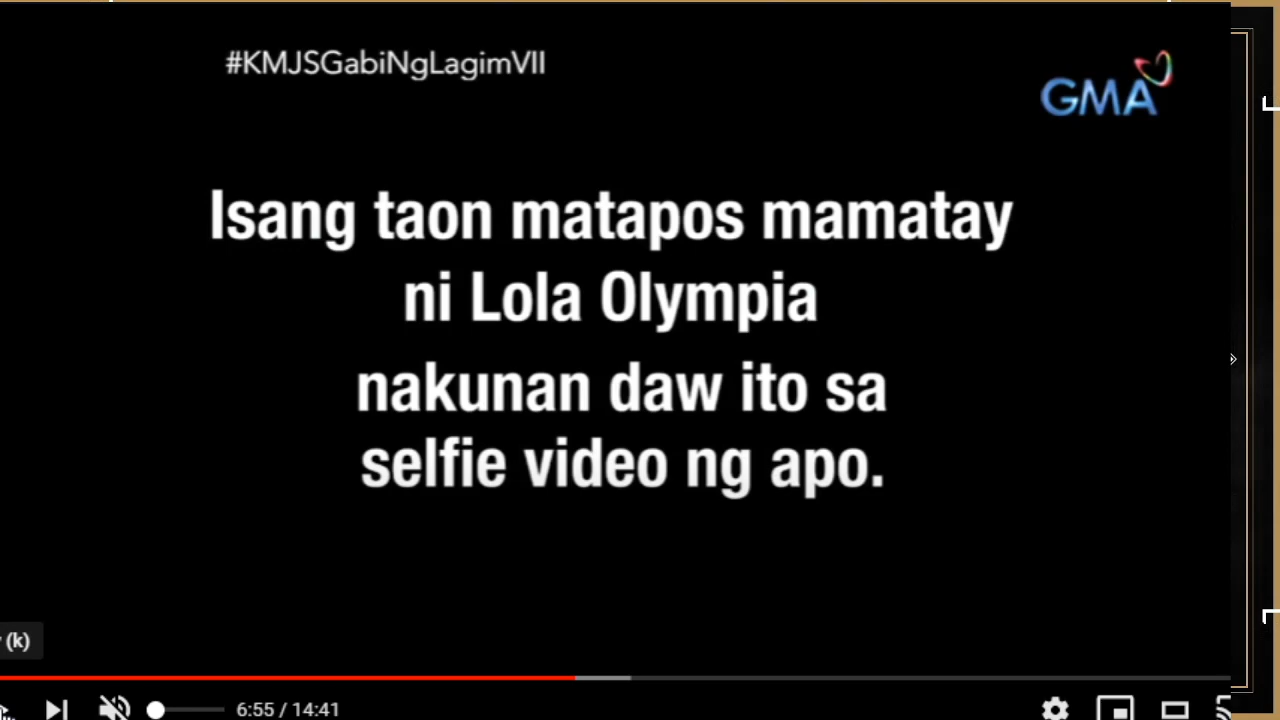 #KMJSGabiNgLagimVII
GMA
Isang taon matapos mamatay
ni Lola Olympia
nakunan daw ito sa
selfie video ng apo.
(k)
6:55 / 14:41